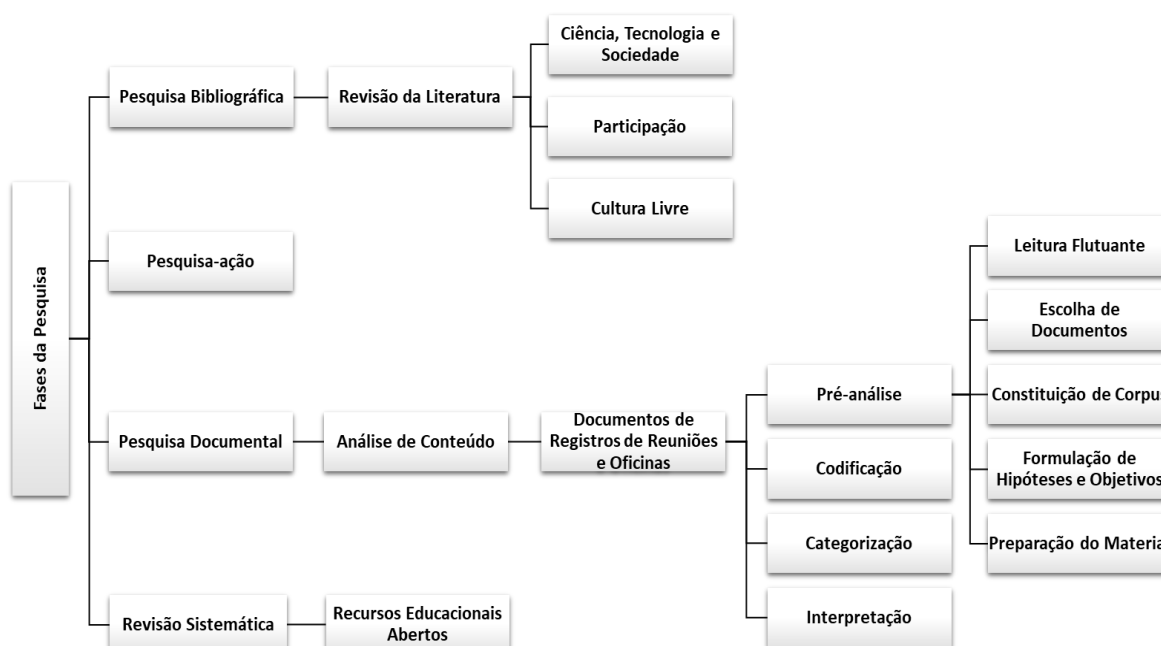 Fases da Pesquisa
Pesquisa Bibliográfica
Revisão da Literatura
Ciência, Tecnologia e
Sociedade
Participação
Cultura Livre
Pesquisa-ação
Pesquisa Documental
Análise de Conteúdo
Documentos de
Registros de Reuniões
e Oficinas
Pré-análise
Leitura Flutuante
Escolha de
Documentos
Constituição de Corpus
Formulação de
Hipóteses e Objetivos
Preparação do Materia
Codificação
Categorização
Interpretação
Revisão Sistemática
Recursos Educacionais
Abertos